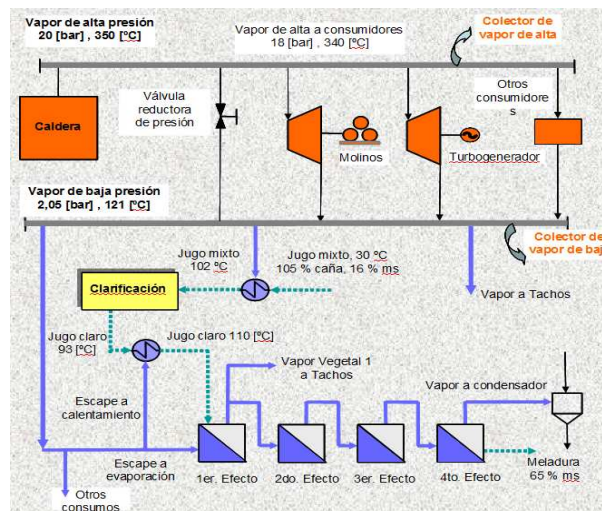 Vapor de alta presión
20 [bar] , 350 [ºC]
Vapor de alta a consumidores
18 [bar] , 340 [ºC]
Colector de
vapor de alta
Caldera
Válvula
reductora
de presión
Molinos
Turbogenerador
Otros
consumidore
s
Vapor de baja presión
2,05 [bar] , 121 [ºC]
Colector de
vapor de baj
Jugo mixto
102 ºC
Jugo mixto, 30 ºC
105 % caña, 16 % ms
Clarificación
Vapor a Tachos
Jugo claro
93 [ºC]
Jugo claro 110 [ºC]
Vapor Vegetal 1
a Tachos
Vapor a condensador
Escape a
calentamiento
Escape a
evaporación
Otros
consumos
1er. Efecto
2do. Efecto
3er. Efecto
4to. Efecto
Meladura
65 % ms